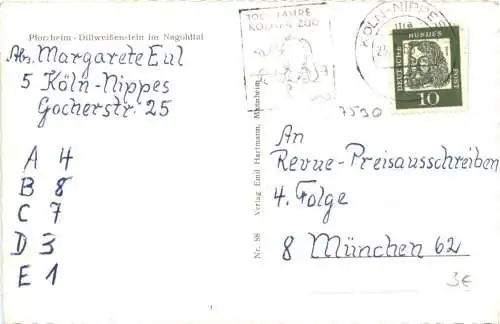 Pforzheim - Dillweißenstein im Nagoldtal
Abs. Margarete Eul
5 Köln-Nippes
Gocherstr. 25
A 4
B 8
C 7
D 3
E 1
Nr. 88 Verlag Emil Hartmann, Mannheim
100 JAHRE
KÖLNER ZOO
KÖLN-NIPPES
DEUTSCHE BUNDESPOST
10
7530
An
Revue-Preisausschreiben
4. Folge
8 München 62
3€